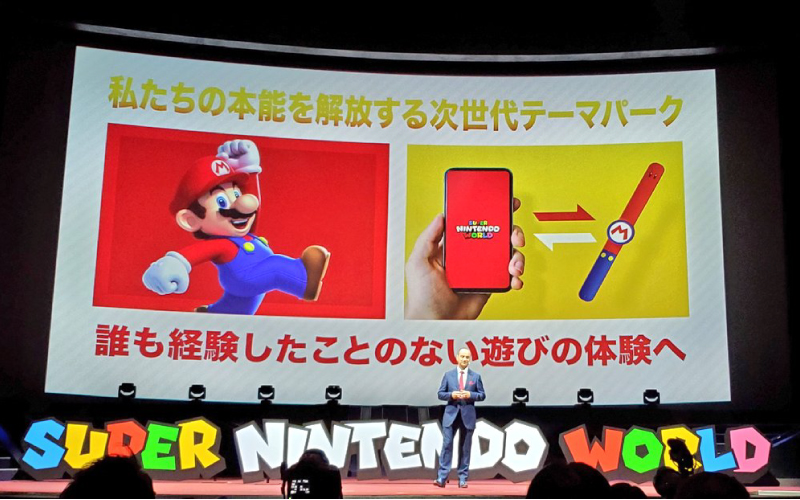 私たちの本能を解放する次世代テーマパーク
M
SUPER
NINTENDO
WORLD
M
誰も経験したことのない遊びの体験へ
SUPER NINTENDO WORLD